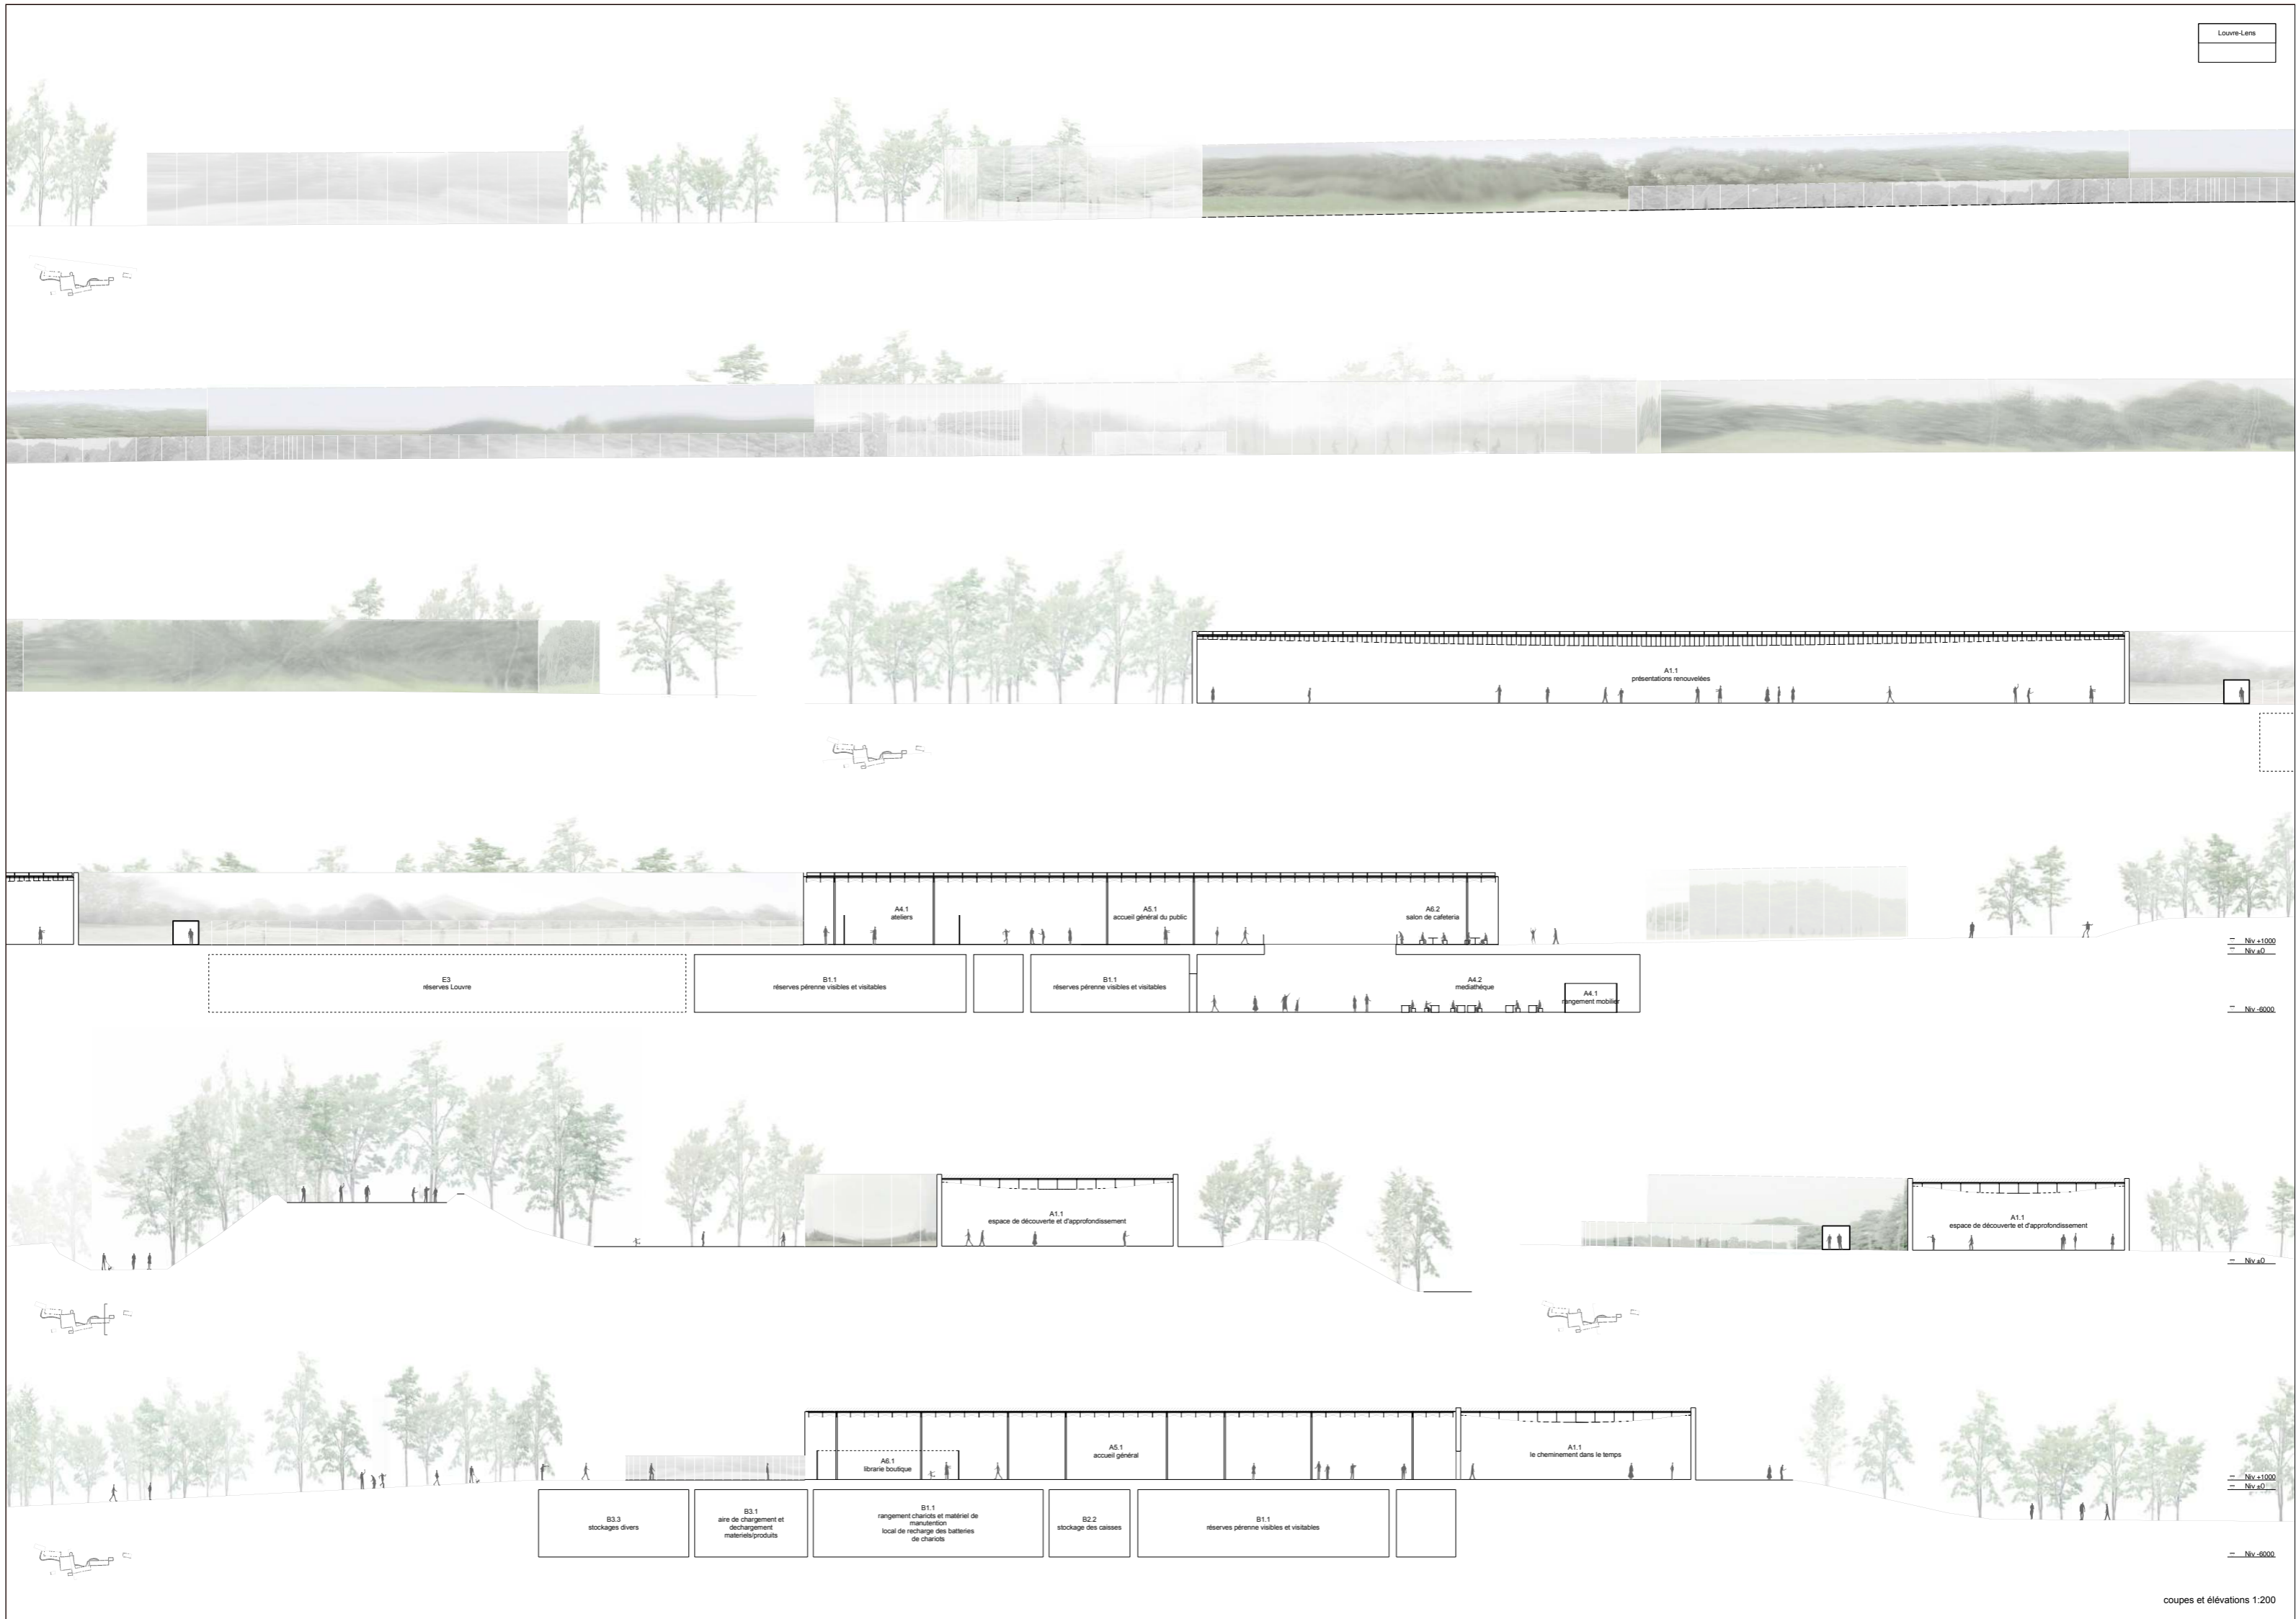 Louvre-Lens
A1.1
présentations renouvelées
A4.1
ateliers
A5.1
accueil général du public
A6.2
salon de cafeteria
Niv +1000
Niv ±0
E3
réserves Louvre
B1.1
réserves pérenne visibles et visitables
B1.1
réserves pérenne visibles et visitables
A4.2
mediathéque
A4.1
rangement mobilier
Niv -6000
A1.1
espace de découverte et d'approfondissement
A1.1
espace de découverte et d'approfondissement
Niv ±0
A5.1
accueil général
A6.1
librarie boutique
A1.1
le cheminement dans le temps
Niv +1000
Niv ±0
B3.3
stockages divers
B3.1
aire de chargement et
dechargement
materiels/produits
B1.1
rangement chariots et matériel de
manutention
local de recharge des batteries
de chariots
B2.2
stockage des caisses
B1.1
réserves pérenne visibles et visitables
Niv -6000
coupes et élévations 1:200